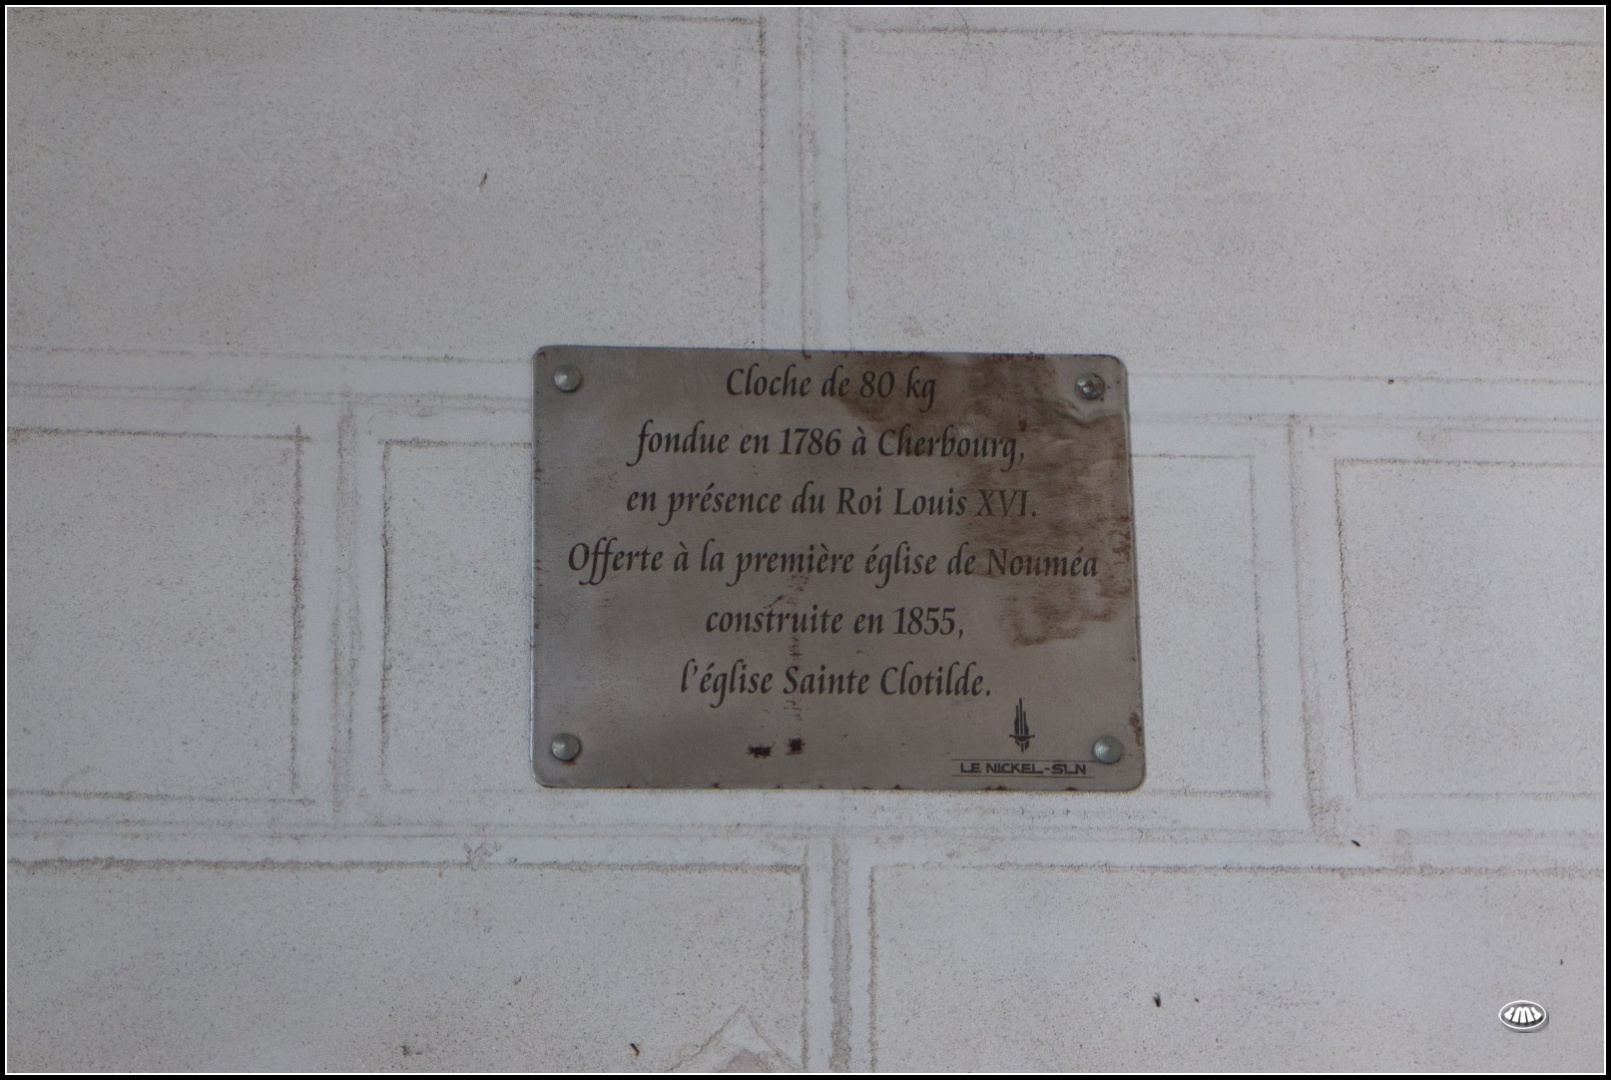 Cloche de 80 kg
fondue en 1786 à Cherbourg,
en présence du Roi Louis XVI.
Offerte à la première église de Nouméa
construite en 1855,
l'église Sainte Clotilde.
LE NICKEL-SLN